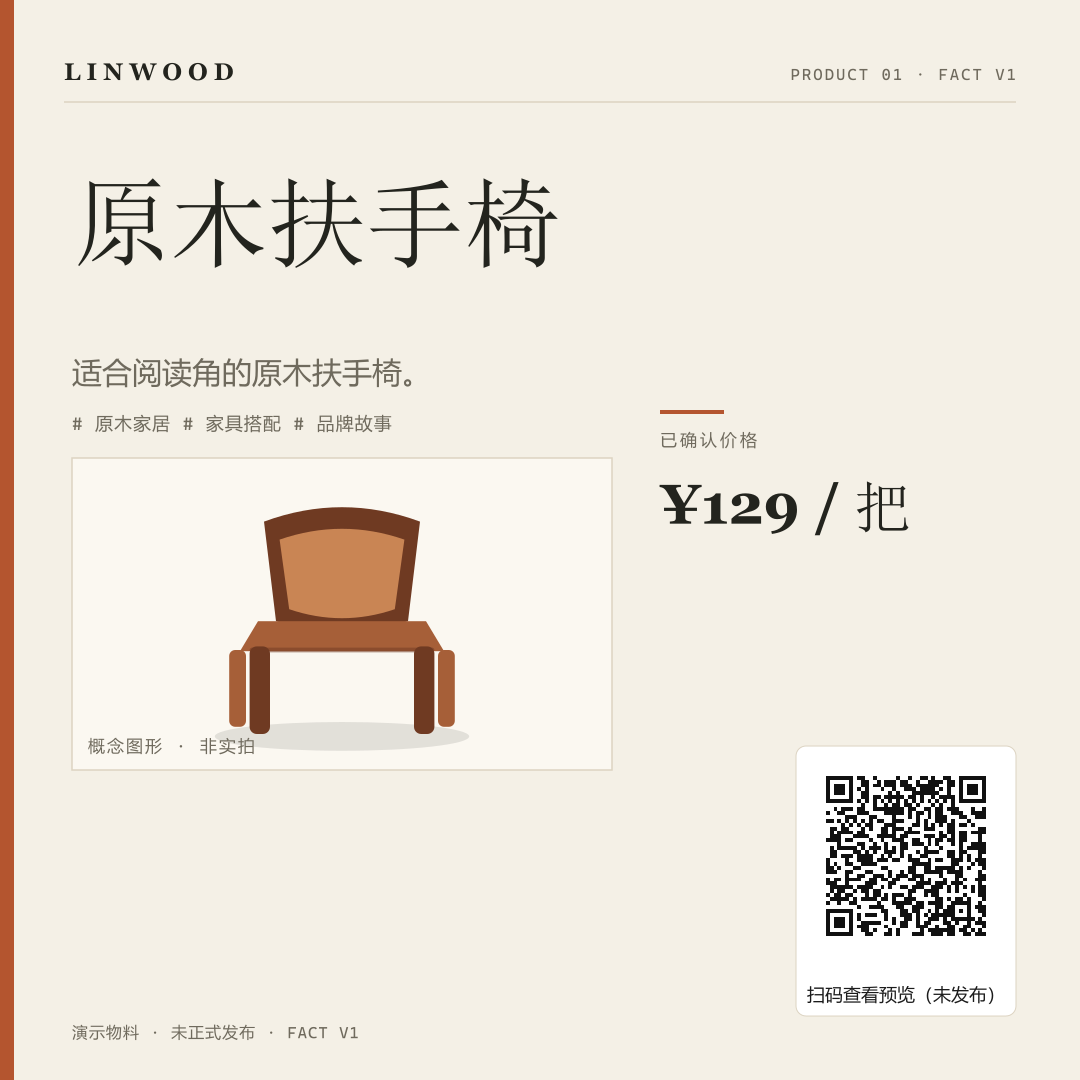 LINWOOD
PRODUCT 01 · FACT V1
原木扶手椅
适合阅读角的原木扶手椅。
# 原木家居 # 家具搭配 # 品牌故事
已确认价格
¥129 / 把
概念图形 · 非实拍
扫码查看预览（未发布）
演示物料 · 未正式发布 · FACT V1